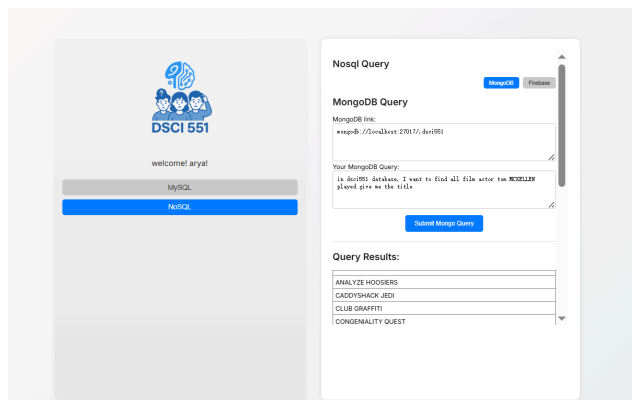 DSCI 551
welcome! arya!
MySQL
NoSQL
Nosql Query
MongoDB
Firebase
MongoDB Query
MongoDB link:
mongodb://localhost:27017/,dsci551
Your MongoDB Query:
in dsci551 database, I want to find all film actor tom MCKELLEN
played give me the title
Submit Mongo Query
Query Results:
ANALYZE HOOSIERS
CADDYSHACK JEDI
CLUB GRAFFITI
CONGENIALITY QUEST